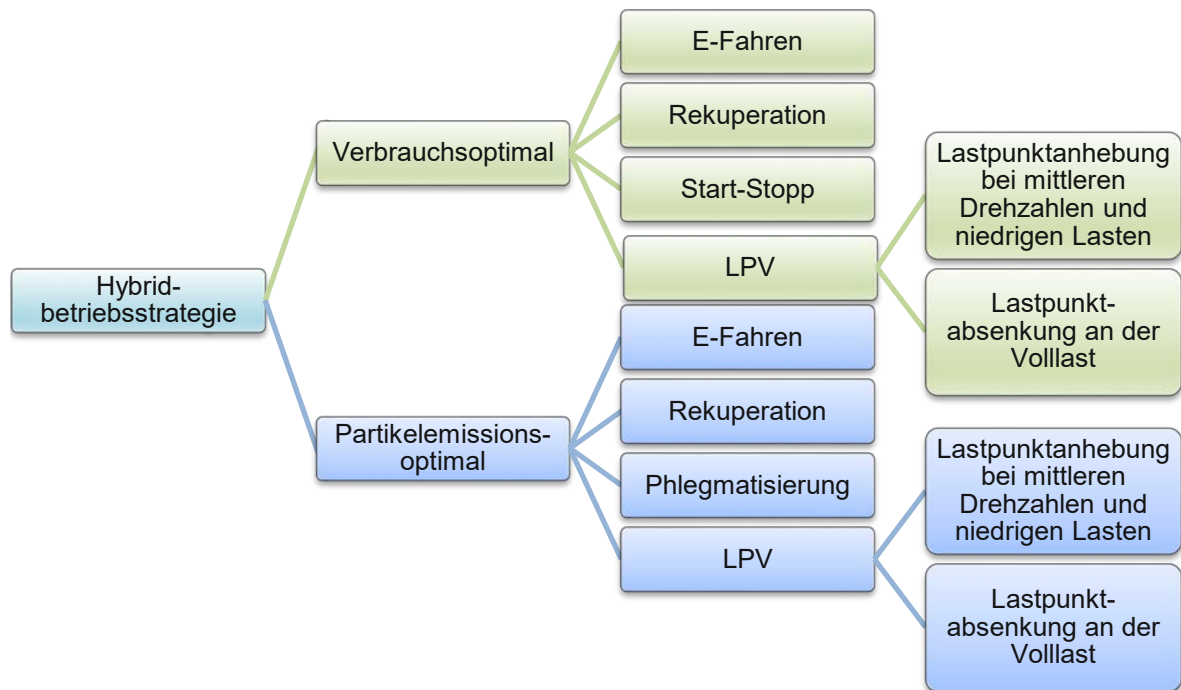 Hybrid-
betriebsstrategie
Verbrauchsoptimal
E-Fahren
Rekuperation
Start-Stopp
LPV
Lastpunktanhebung
bei mittleren
Drehzahlen und
niedrigen Lasten
Lastpunkt-
absenkung an der
Volllast
Partikelemissions-
optimal
E-Fahren
Rekuperation
Phlegmatisierung
LPV
Lastpunktanhebung
bei mittleren
Drehzahlen und
niedrigen Lasten
Lastpunkt-
absenkung an der
Volllast